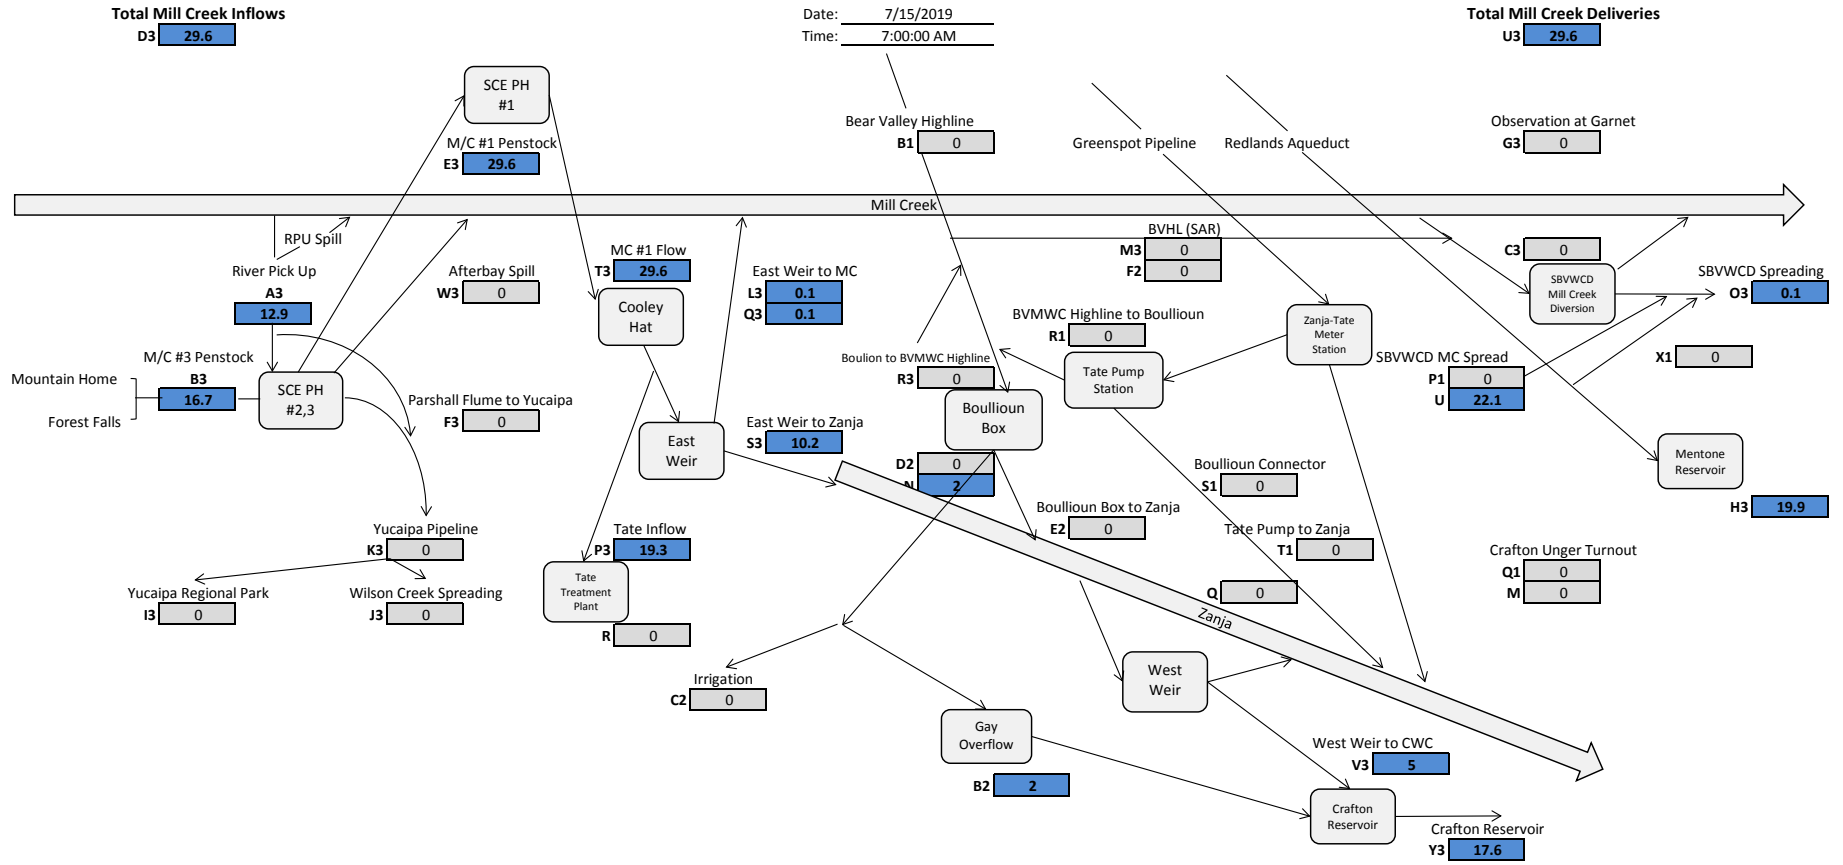 Total Mill Creek Inflows
D3 29.6
Date: 7/15/2019
Time: 7:00:00 AM
Total Mill Creek Deliveries
U3 29.6
SCE PH
#1
M/C #1 Penstock
E3 29.6
Bear Valley Highline
B1 0
Greenspot Pipeline
Redlands Aqueduct
Observation at Garnet
G3 0
Mill Creek
RPU Spill
River Pick Up
A3
12.9
Afterbay Spill
W3 0
MC #1 Flow
T3 29.6
Cooley
Hat
East Weir to MC
L3 0.1
Q3 0.1
BVHL (SAR)
M3 0
F2 0
C3 0
SBVWCD
Mill Creek
Diversion
SBVWCD Spreading
O3 0.1
BVMWC Highline to Boullioun
R1 0
Zanja-Tate
Meter
Station
M/C #3 Penstock
B3
16.7
Mountain Home
Forest Falls
SCE PH
#2,3
Parshall Flume to Yucaipa
F3 0
Boulion to BVMWC Highline
R3 0
Tate Pump
Station
SBVWCD MC Spread
P1 0
U 22.1
X1 0
East
Weir
East Weir to Zanja
S3 10.2
Boullioun
Box
D2 0
N 2
Boullioun Connector
S1 0
Mentone
Reservoir
H3 19.9
Yucaipa Pipeline
K3 0
Tate Inflow
P3 19.3
Boullioun Box to Zanja
E2 0
Tate Pump to Zanja
T1 0
Crafton Unger Turnout
Q1 0
M 0
Yucaipa Regional Park
I3 0
Wilson Creek Spreading
J3 0
Tate
Treatment
Plant
R 0
Q 0
Zanja
Irrigation
C2 0
West
Weir
Gay
Overflow
B2 2
West Weir to CWC
V3 5
Crafton
Reservoir
Crafton Reservoir
Y3 17.6